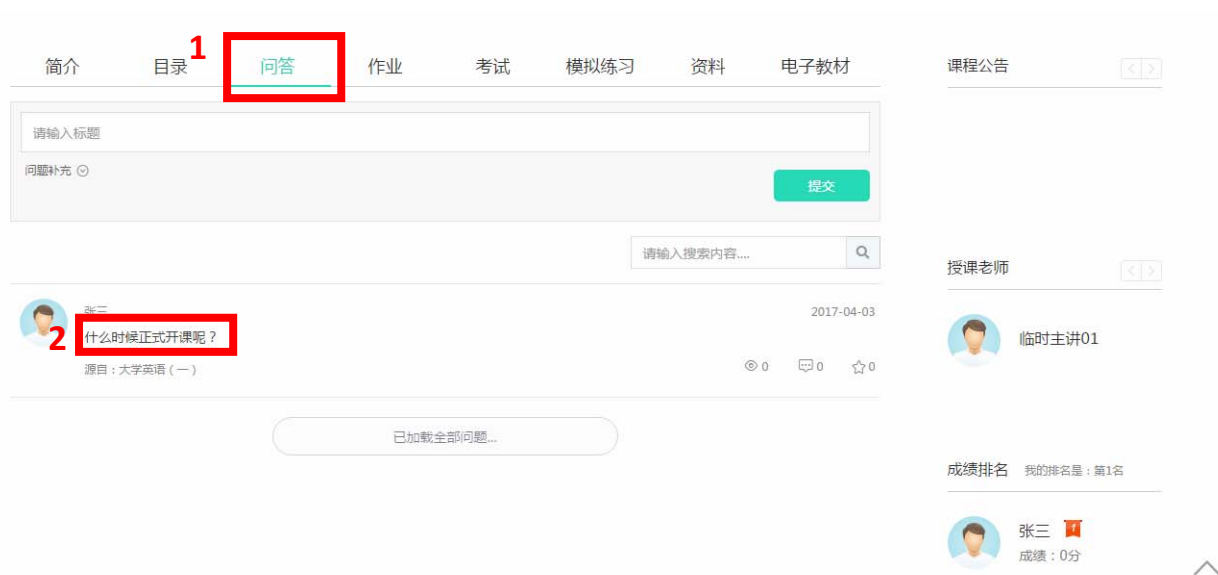 1
简介 目录 问答 作业 考试 模拟练习 资料 电子教材
请输入标题
问题补充
提交
请输入搜索内容....
张三 2017-04-03
2 什么时候正式开课呢？
源目：大学英语（一）
0 0 0
已加载全部问题...
课程公告
授课老师
临时主讲01
成绩排名 我的排名是：第1名
张三 1
成绩：0分